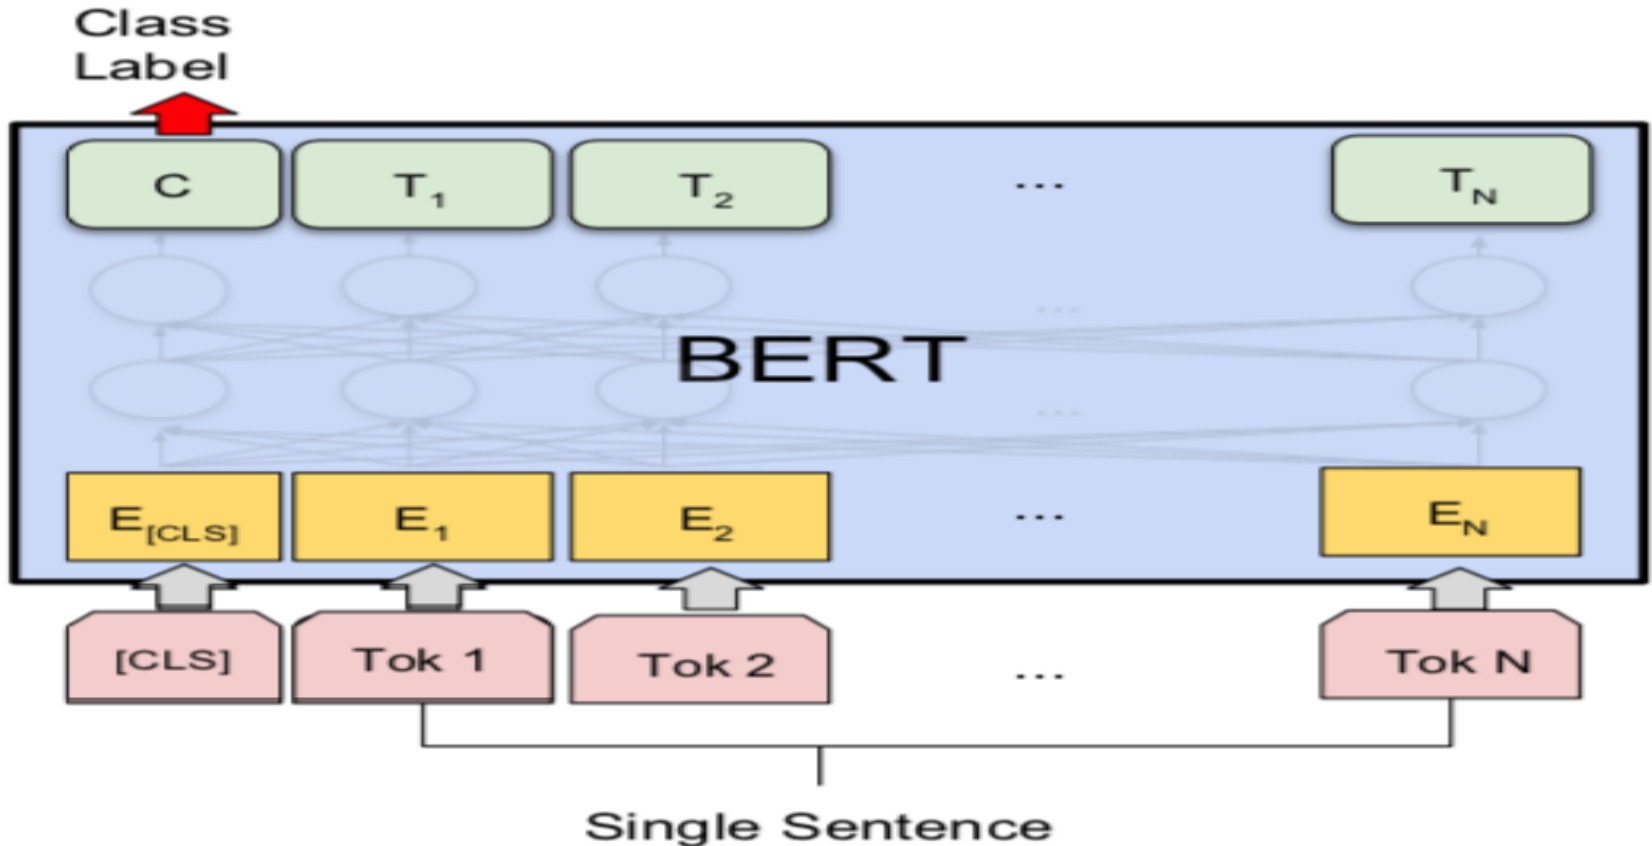 Class
Label
C T1 T2 ... TN
...
BERT
...
E[CLS] E1 E2 ... EN
[CLS] Tok 1 Tok 2 ... Tok N
Single Sentence